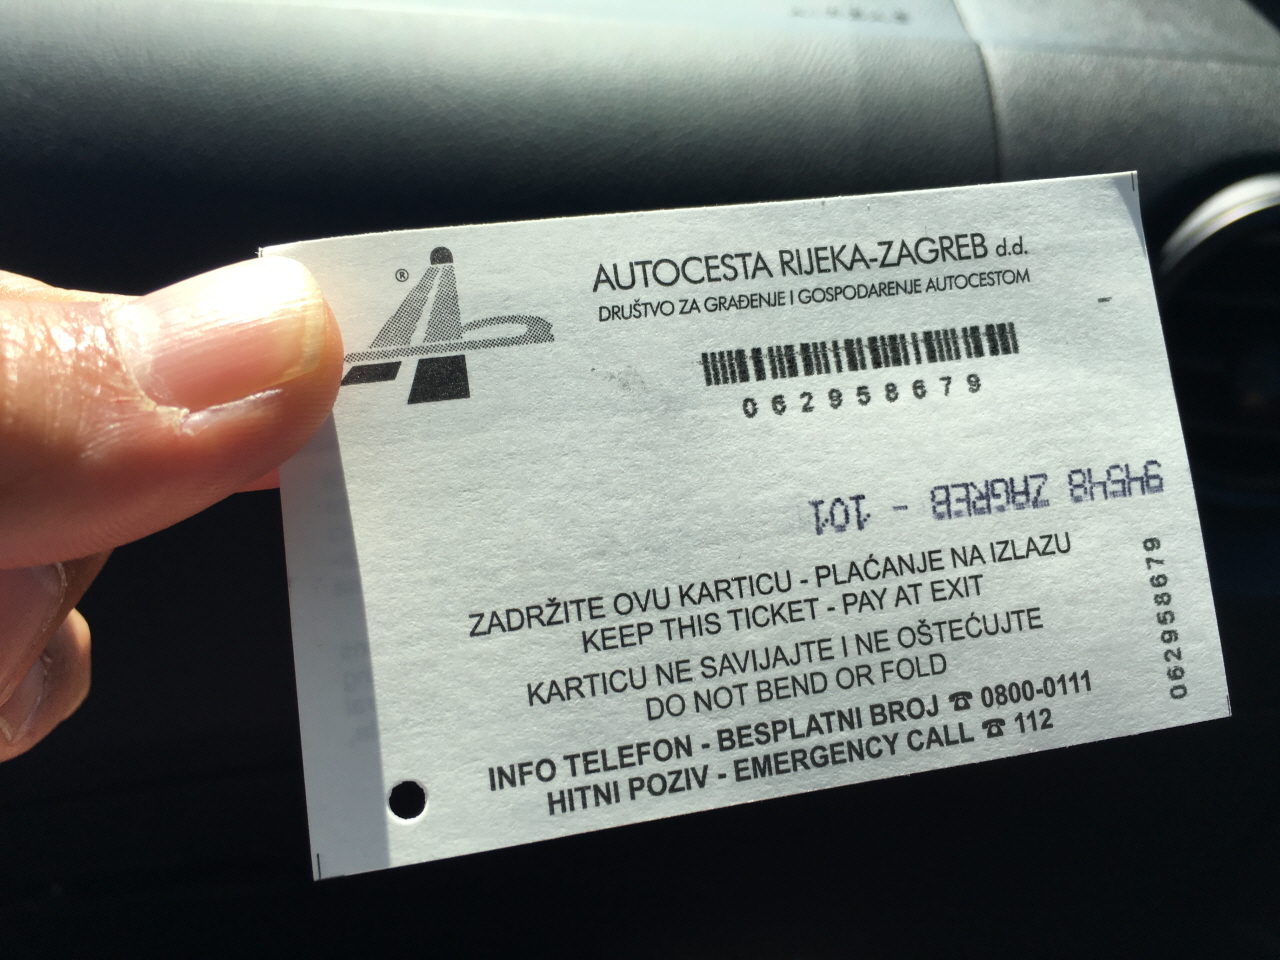 ®
AUTOCESTA RIJEKA-ZAGREB d.d.
DRUŠTVO ZA GRAĐENJE I GOSPODARENJE AUTOCESTOM
062958679
ZAGREB - 101
ZADRŽITE OVU KARTICU - PLAĆANJE NA IZLAZU
KEEP THIS TICKET - PAY AT EXIT
KARTICU NE SAVIJAJTE I NE OŠTEĆUJTE
DO NOT BEND OR FOLD
INFO TELEFON - BESPLATNI BROJ ☎ 0800-0111
HITNI POZIV - EMERGENCY CALL ☎ 112
062958679